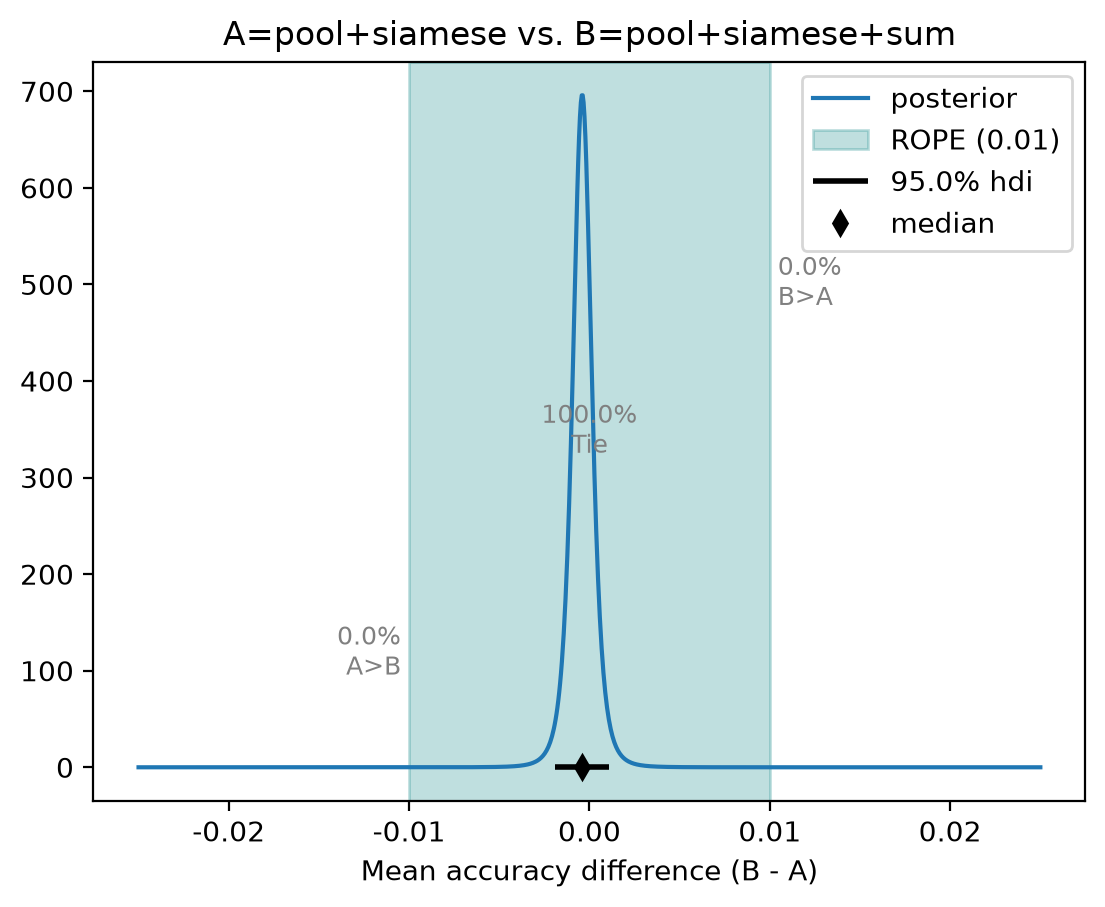 A=pool+siamese vs. B=pool+siamese+sum
posterior
ROPE (0.01)
95.0% hdi
median
700
600
500
400
300
200
100
0
0.0%
B>A
100.0%
Tie
0.0%
A>B
-0.02
-0.01
0.00
0.01
0.02
Mean accuracy difference (B - A)